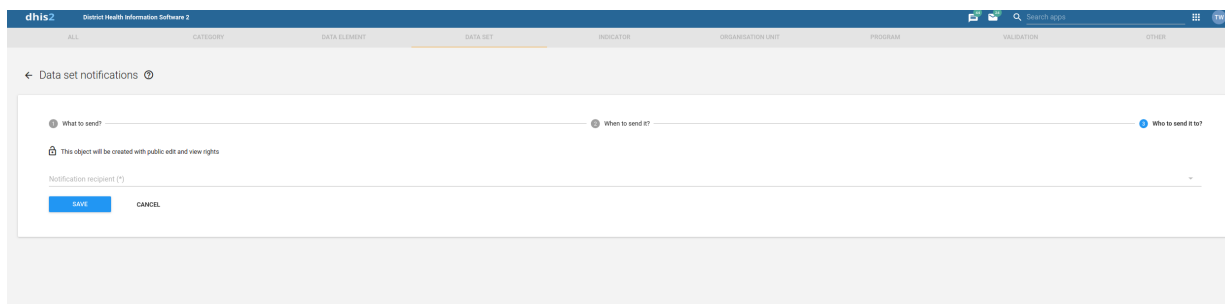 dhis2 District Health Information Software 2 Search apps TW
ALL CATEGORY DATA ELEMENT DATA SET INDICATOR ORGANISATION UNIT PROGRAM VALIDATION OTHER
Data set notifications
1 What to send? 2 When to send it? 3 Who to send it to?
This object will be created with public edit and view rights
Notification recipient (*)
SAVE CANCEL